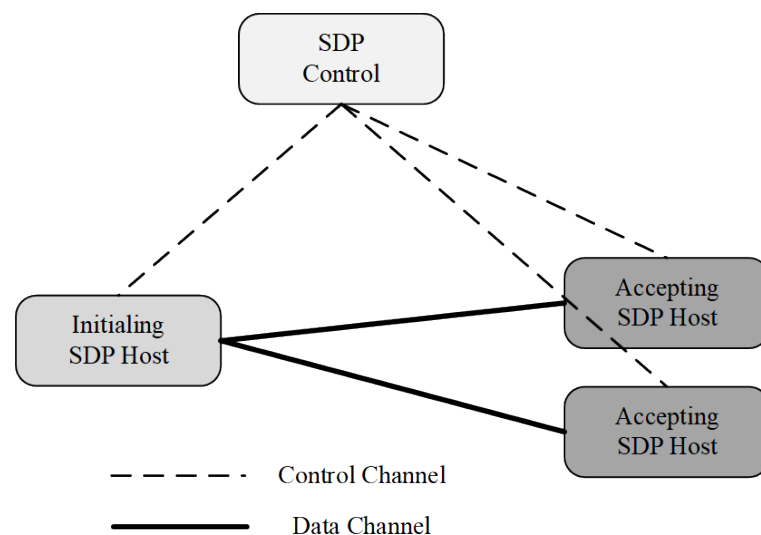 SDP
Control
Initialing
SDP Host
Accepting
SDP Host
Accepting
SDP Host
Control Channel
Data Channel